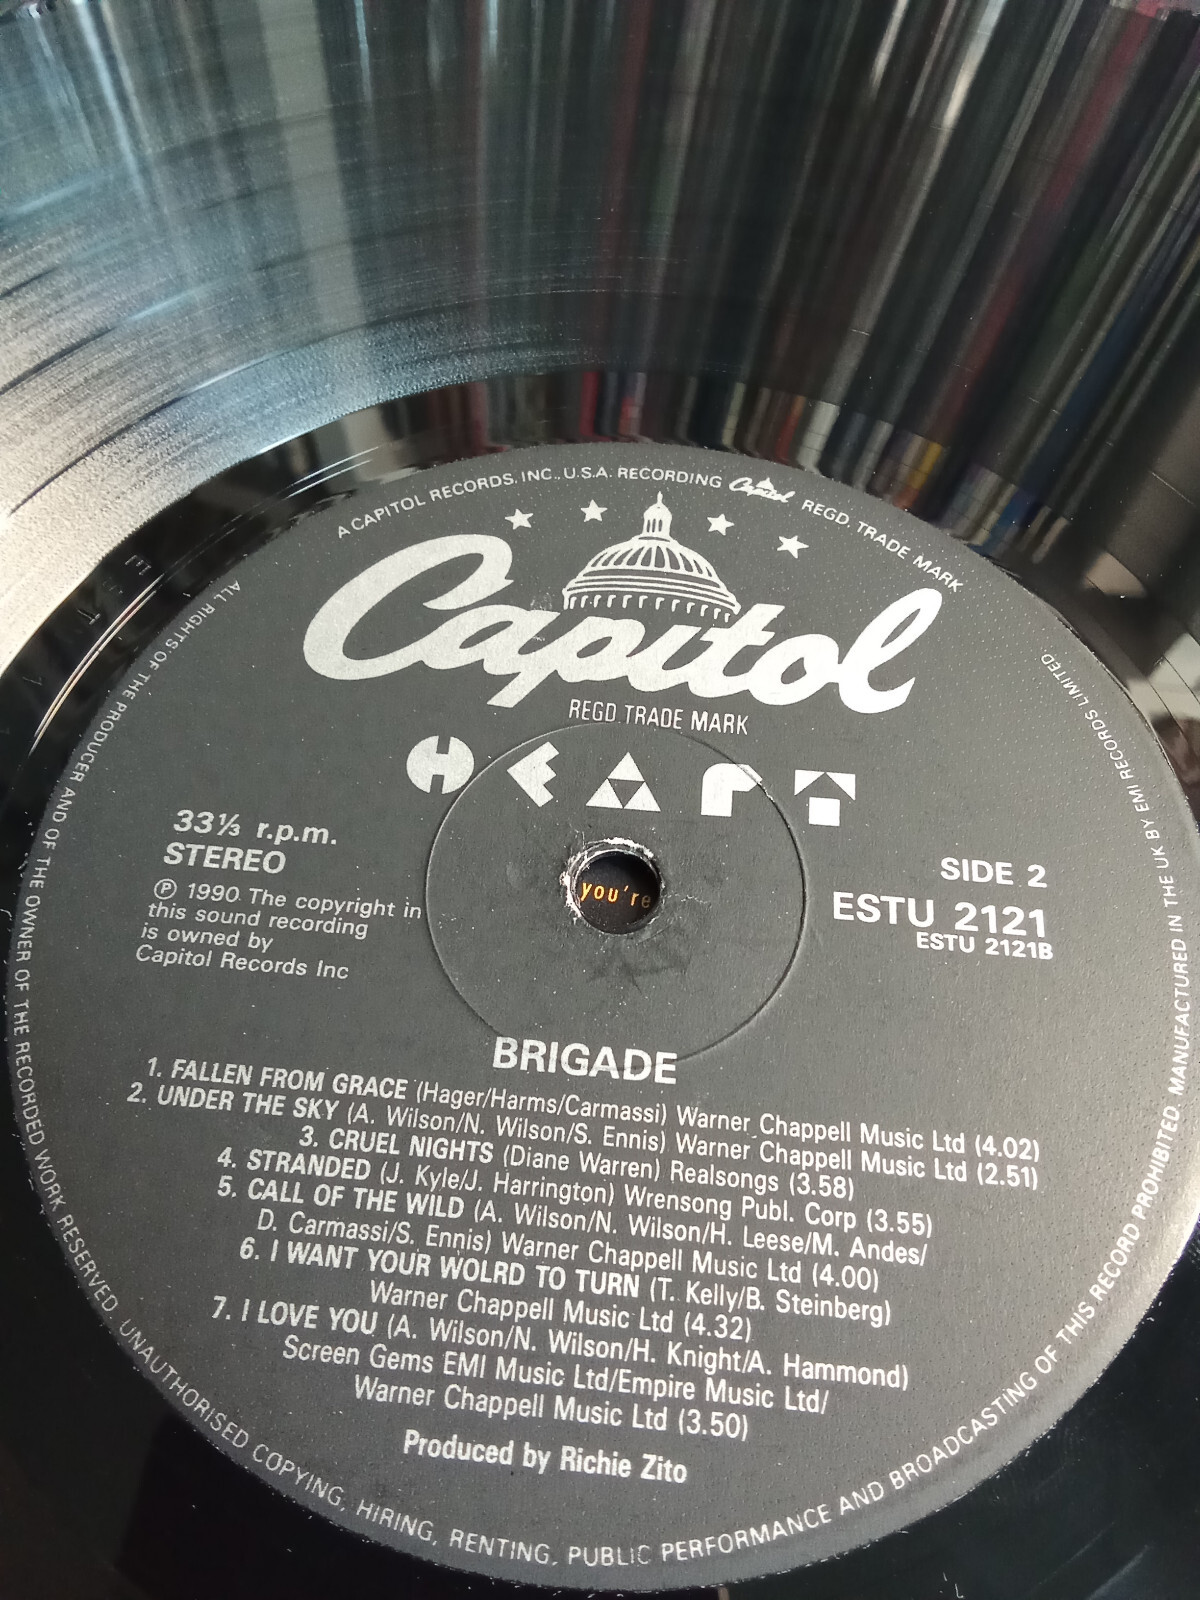 A CAPITOL RECORDS, INC., U.S.A. RECORDING Capitol REGD. TRADE MARK
Capitol
REGD. TRADE MARK
HEART
33⅓ r.p.m.
STEREO
℗ 1990 The copyright in
this sound recording
is owned by
Capitol Records Inc
you're
SIDE 2
ESTU 2121
ESTU 2121B
BRIGADE
1. FALLEN FROM GRACE (Hager/Harms/Carmassi) Warner Chappell Music Ltd (4.02)
2. UNDER THE SKY (A. Wilson/N. Wilson/S. Ennis) Warner Chappell Music Ltd (2.51)
3. CRUEL NIGHTS (Diane Warren) Realsongs (3.58)
4. STRANDED (J. Kyle/J. Harrington) Wrensong Publ. Corp (3.55)
5. CALL OF THE WILD (A. Wilson/N. Wilson/H. Leese/M. Andes/
D. Carmassi/S. Ennis) Warner Chappell Music Ltd (4.00)
6. I WANT YOUR WOLRD TO TURN (T. Kelly/B. Steinberg)
Warner Chappell Music Ltd (4.32)
7. I LOVE YOU (A. Wilson/N. Wilson/H. Knight/A. Hammond)
Screen Gems EMI Music Ltd/Empire Music Ltd/
Warner Chappell Music Ltd (3.50)
Produced by Richie Zito
ALL RIGHTS OF THE PRODUCER AND OF THE OWNER OF THE RECORDED WORK RESERVED. UNAUTHORISED COPYING, HIRING, RENTING, PUBLIC PERFORMANCE AND BROADCASTING OF THIS RECORD PROHIBITED. MANUFACTURED IN THE UK BY EMI RECORDS LIMITED.